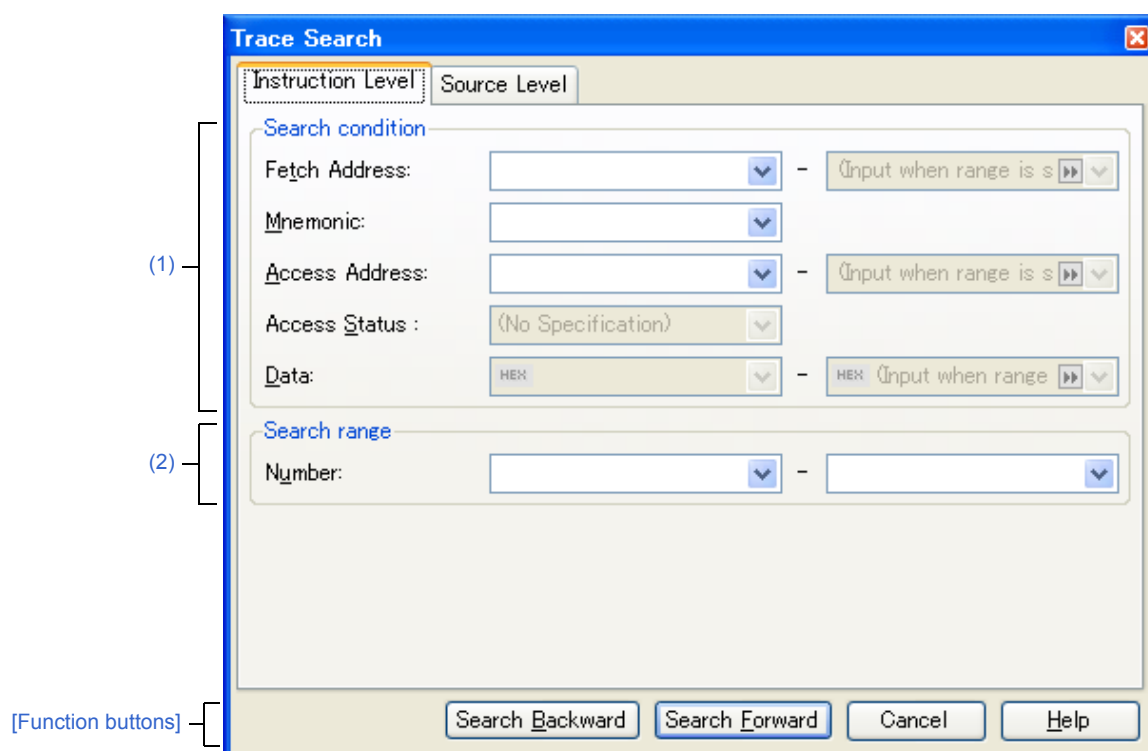 Trace Search
Instruction Level Source Level
Search condition
Fetch Address: - (Input when range is s
Mnemonic:
(1)
Access Address: - (Input when range is s
Access Status : (No Specification)
Data: HEX - HEX (Input when range
Search range
(2)
Number: -
[Function buttons] Search Backward Search Forward Cancel Help